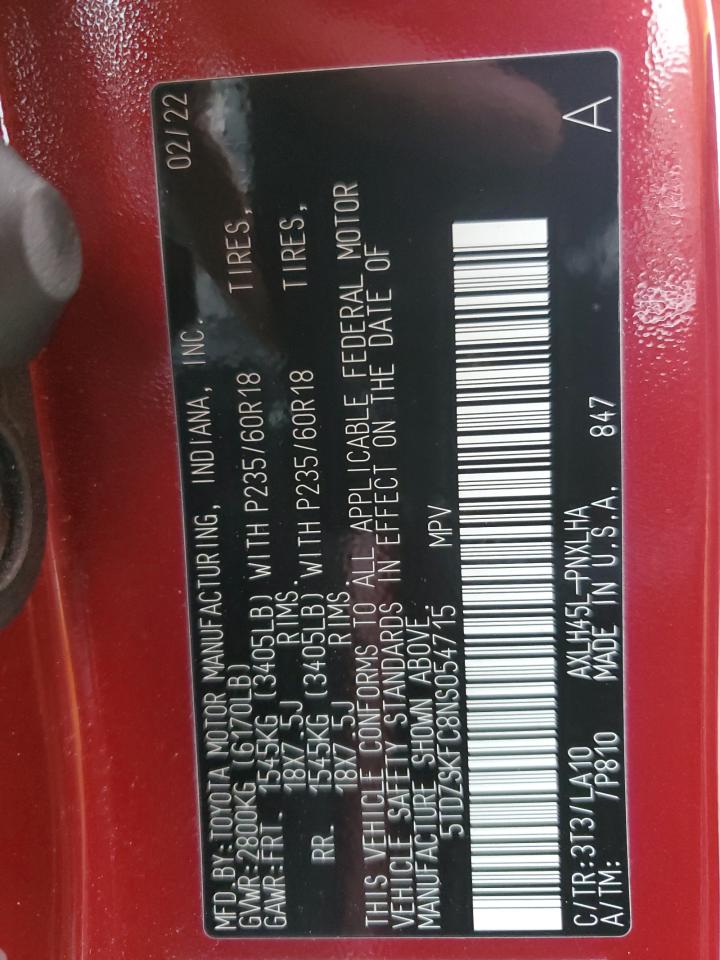 MFD.BY:TOYOTA MOTOR MANUFACTURING, INDIANA, INC. 02/22
GVWR:2800KG (6170LB)
GAWR:FRT. 1545KG (3405LB) WITH P235/60R18 TIRES,
18X7.5J RIMS.
RR. 1545KG (3405LB) WITH P235/60R18 TIRES,
18X7.5J RIMS.
THIS VEHICLE CONFORMS TO ALL APPLICABLE FEDERAL MOTOR
VEHICLE SAFETY STANDARDS IN EFFECT ON THE DATE OF
MANUFACTURE SHOWN ABOVE.
5TDZSKFC8NS054715 MPV
C/TR:3T3/LA10 AXLH45L-PNXLHA
A/TM: /P810 MADE IN U.S.A. 847
A